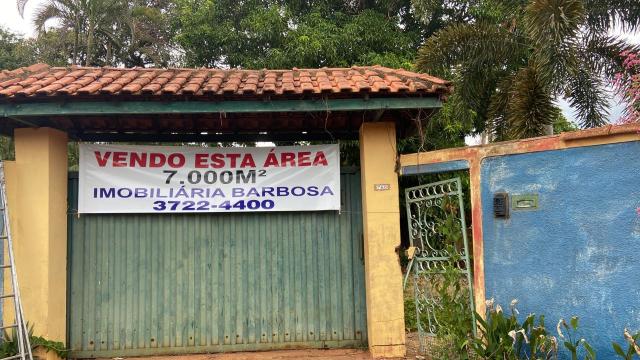 VENDO ESTA ÁREA
7.000M²
IMOBILIÁRIA BARBOSA
3722-4400